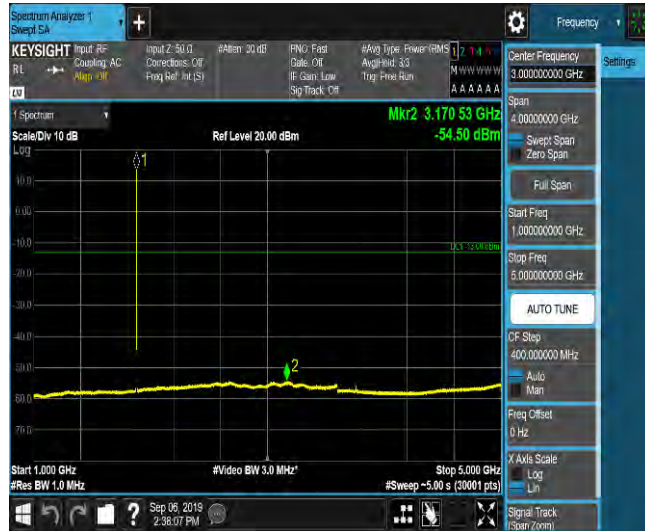 Spectrum Analyzer 1
Swept SA
+
Frequency
KEYSIGHT
RL
Input: RF
Coupling: AC
Align: Off
Input Z: 50 Ω
Corrections: Off
Freq Ref: Int (S)
#Atten: 30 dB
PNO: Fast
Gate: Off
IF Gain: Low
Sig Track: Off
#Avg Type: Power (RMS
Avg|Hold: 3/3
Trig: Free Run
M W W W W W
A A A A A A
LXI
1 Spectrum
Scale/Div 10 dB
Log
Ref Level 20.00 dBm
Mkr2 3.170 53 GHz
-54.50 dBm
1
10.0
0.00
-10.0
DL1 -13.00 dBm
-20.0
-30.0
-40.0
-50.0
2
-60.0
-70.0
Start 1.000 GHz
#Video BW 3.0 MHz*
Stop 5.000 GHz
#Res BW 1.0 MHz
#Sweep ~5.00 s (30001 pts)
?
Sep 06, 2019
2:38:07 PM
Center Frequency
3.000000000 GHz
Settings
Span
4.00000000 GHz
Swept Span
Zero Span
Full Span
Start Freq
1.000000000 GHz
Stop Freq
5.000000000 GHz
AUTO TUNE
CF Step
400.000000 MHz
Auto
Man
Freq Offset
0 Hz
X Axis Scale
Log
Lin
Signal Track
(Span Zoom)